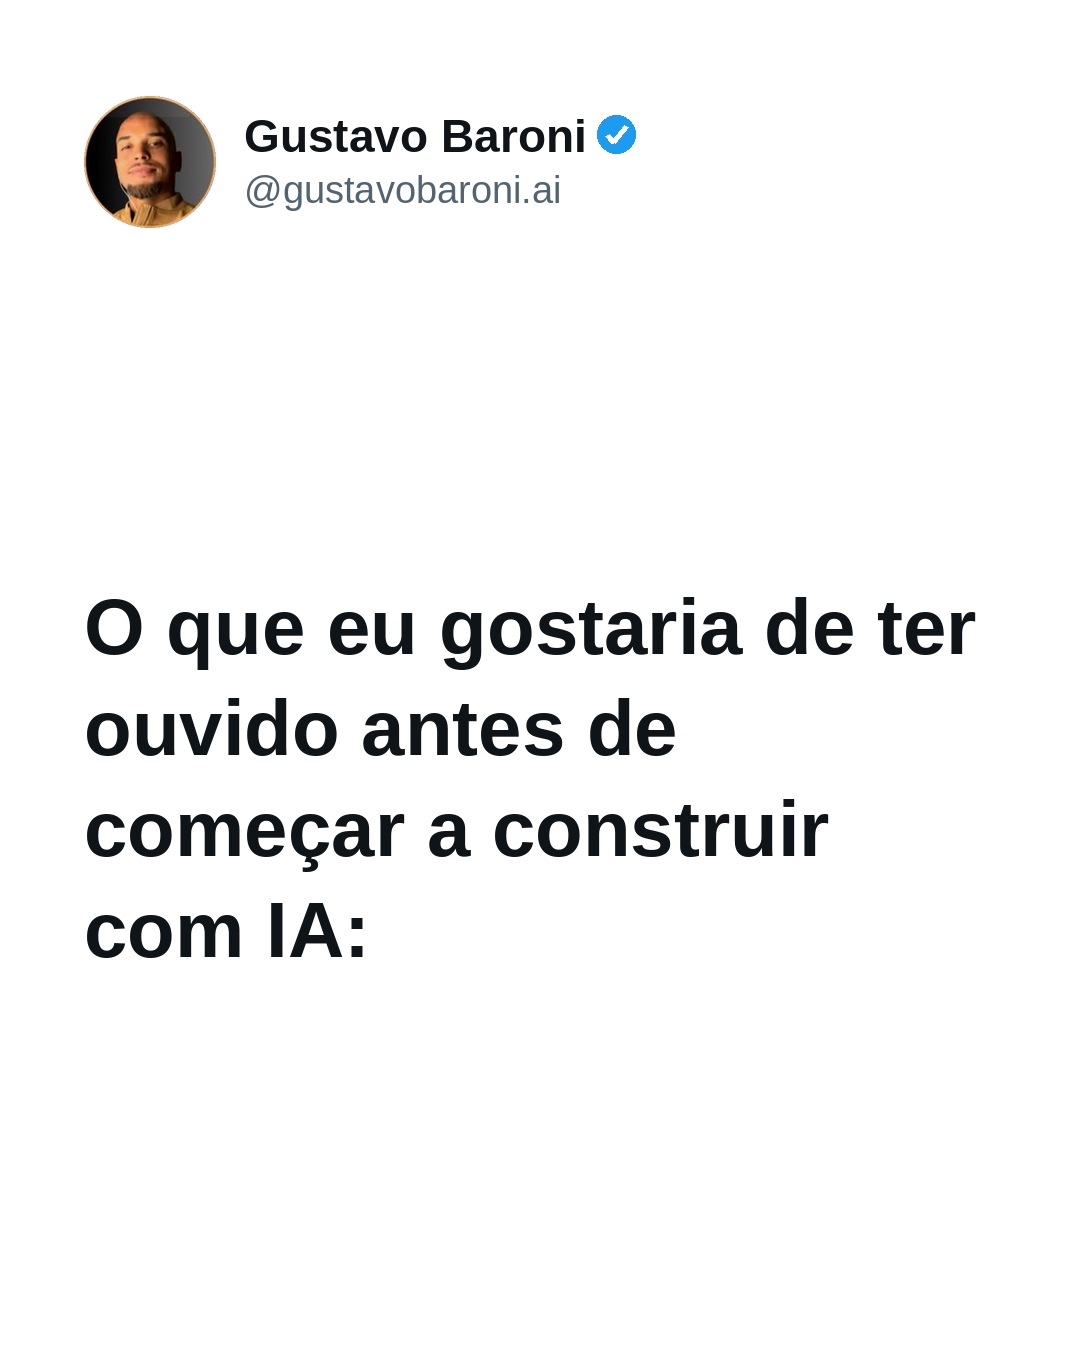 Gustavo Baroni
@gustavobaroni.ai
O que eu gostaria de ter
ouvido antes de
começar a construir
com IA: